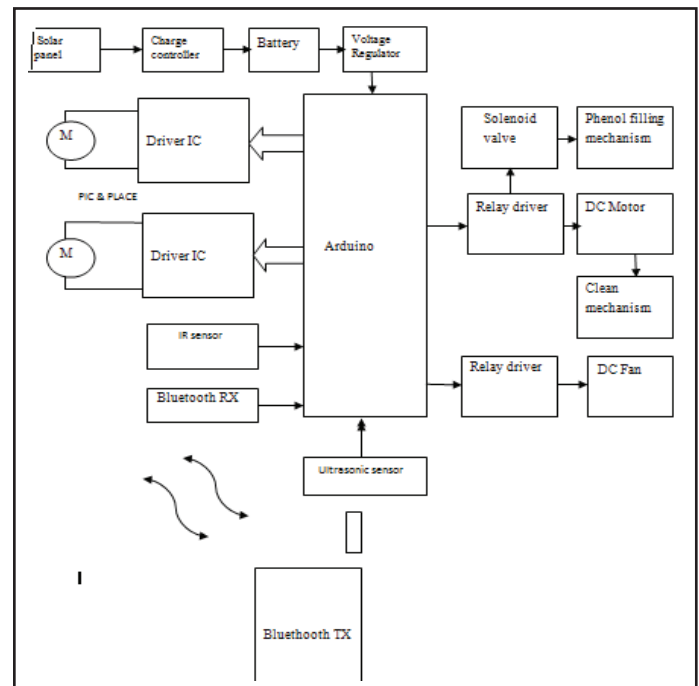 Solar
panel
Charge
controller
Battery
Voltage
Regulator
M
Driver IC
Solenoid
valve
Phenol filling
mechanism
PIC & PLACE
Relay driver
DC Motor
M
Driver IC
Arduino
Clean
mechanism
IR sensor
Relay driver
DC Fan
Bluetooth RX
Ultrasonic sensor
I
Bluethooth TX